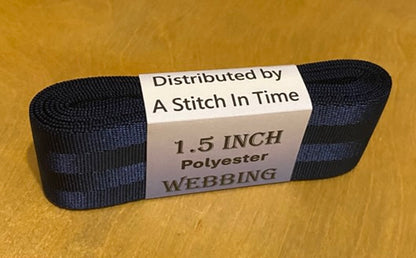 Distributed by
A Stitch In Time
1.5 INCH
Polyester
WEBBING